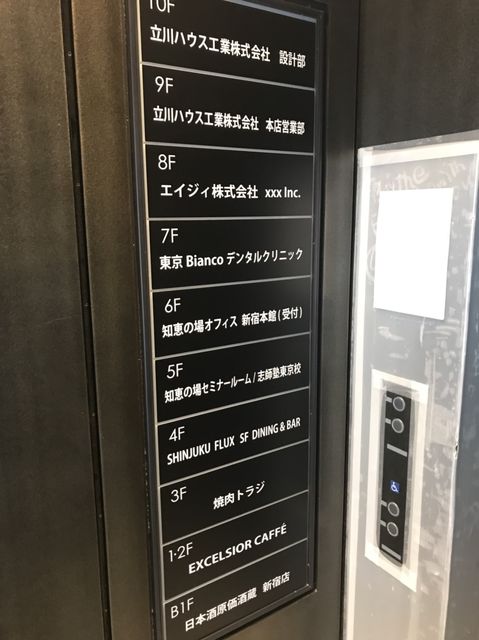 10F
立川ハウス工業株式会社 設計部
9F
立川ハウス工業株式会社 本店営業部
8F
エイジィ株式会社 xxx Inc.
7F
東京 Bianco デンタルクリニック
6F
知恵の場オフィス 新宿本館(受付)
5F
知恵の場セミナールーム/志師塾東京校
4F
SHINJUKU FLUX SF DINING & BAR
3F
焼肉トラジ
1・2F
EXCELSIOR CAFFÉ
B1F
日本酒原価酒蔵 新宿店